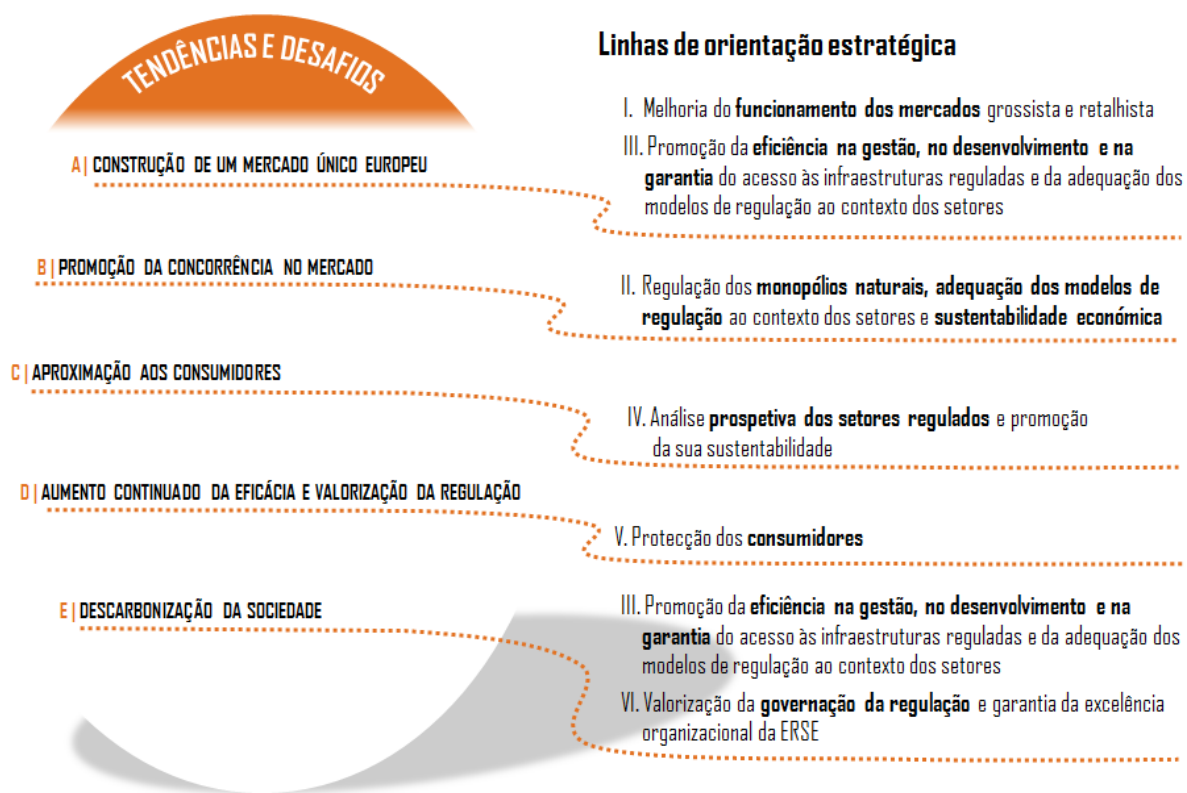 TENDÊNCIAS E DESAFIOS
Linhas de orientação estratégica
A | CONSTRUÇÃO DE UM MERCADO ÚNICO EUROPEU
I. Melhoria do funcionamento dos mercados grossista e retalhista
III. Promoção da eficiência na gestão, no desenvolvimento e na
garantia do acesso às infraestruturas reguladas e da adequação dos
modelos de regulação ao contexto dos setores
B | PROMOÇÃO DA CONCORRÊNCIA NO MERCADO
II. Regulação dos monopólios naturais, adequação dos modelos de
regulação ao contexto dos setores e sustentabilidade económica
C | APROXIMAÇÃO AOS CONSUMIDORES
IV. Análise prospetiva dos setores regulados e promoção
da sua sustentabilidade
D | AUMENTO CONTINUADO DA EFICÁCIA E VALORIZAÇÃO DA REGULAÇÃO
V. Protecção dos consumidores
E | DESCARBONIZAÇÃO DA SOCIEDADE
III. Promoção da eficiência na gestão, no desenvolvimento e na
garantia do acesso às infraestruturas reguladas e da adequação dos
modelos de regulação ao contexto dos setores
VI. Valorização da governação da regulação e garantia da excelência
organizacional da ERSE